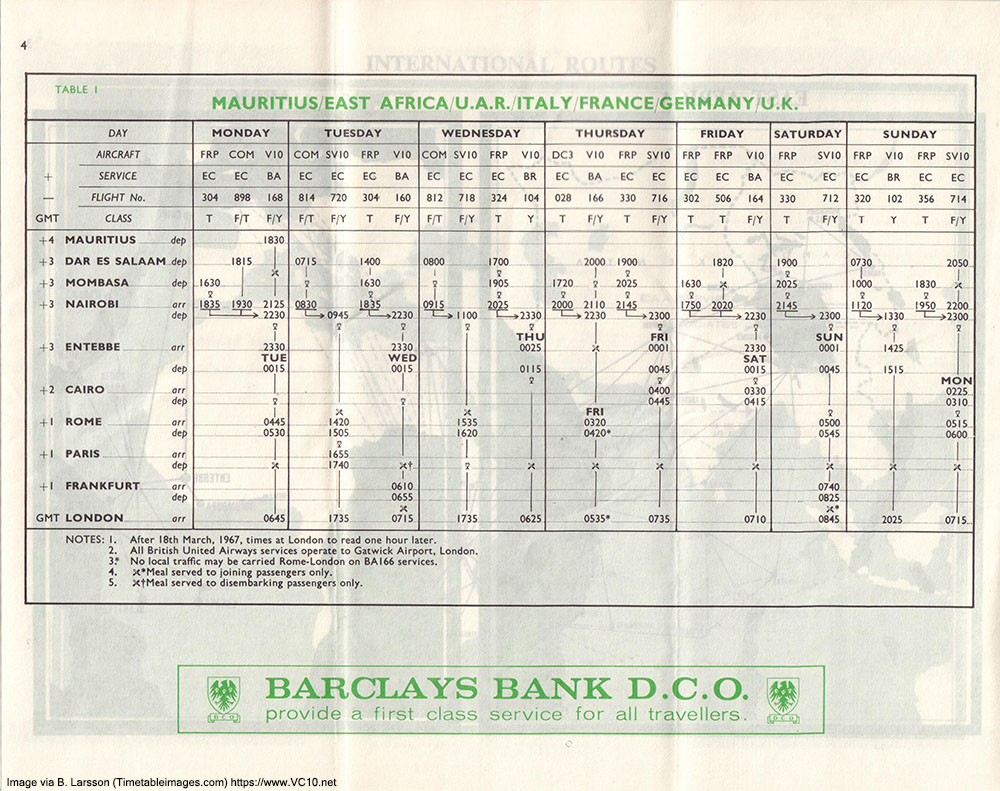 4
INTERNATIONAL ROUTES
TABLE 1
MAURITIUS/EAST AFRICA/U.A.R./ITALY/FRANCE/GERMANY/U.K.
DAY MONDAY TUESDAY WEDNESDAY THURSDAY FRIDAY SATURDAY SUNDAY
AIRCRAFT FRP COM V10 COM SV10 FRP V10 COM SV10 FRP V10 DC3 V10 FRP SV10 FRP FRP V10 FRP SV10 FRP V10 FRP SV10
+ SERVICE EC EC BA EC EC EC BA EC EC EC BR EC BA EC EC EC EC BA EC EC EC BR EC EC
— FLIGHT No. 304 898 168 814 720 304 160 812 718 324 104 028 166 330 716 302 506 164 330 712 320 102 356 714
GMT CLASS T F/T F/Y F/T F/Y T F/Y F/T F/Y T Y T F/Y T F/Y T T F/Y T F/Y T Y T F/Y
+4 MAURITIUS dep 1830
+3 DAR ES SALAAM dep 1815 0715 1400 0800 1700 2000 1900 1820 1900 0730 2050
+3 MOMBASA dep 1630 1630 1905 1720 2025 1630 2025 1000 1830
+3 NAIROBI arr 1835 1930 2125 0830 1835 0915 2025 2000 2110 2145 1750 2020 2145 1120 1950 2200
dep 2230 0945 2230 1100 2330 2230 2300 2230 2300 1330 2300
THU FRI SUN
+3 ENTEBBE arr 2330 2330 0025 0001 2330 0001 1425
TUE WED SAT
dep 0015 0015 0115 0045 0015 0045 1515
MON
+2 CAIRO arr 0400 0330 0225
dep 0445 0415 0310
FRI
+1 ROME arr 0445 1420 1535 0320 0500 0515
dep 0530 1505 1620 0420* 0545 0600
+1 PARIS arr 1655
dep 1740 †
+1 FRANKFURT arr 0610 0740
dep 0655 0825
*
GMT LONDON arr 0645 1735 0715 1735 0625 0535* 0735 0710 0845 2025 0715
NOTES: 1. After 18th March, 1967, times at London to read one hour later.
2. All British United Airways services operate to Gatwick Airport, London.
3.* No local traffic may be carried Rome-London on BA166 services.
4. *Meal served to joining passengers only.
5. †Meal served to disembarking passengers only.
BARCLAYS BANK D.C.O.
provide a first class service for all travellers.
D C O D C O
Image via B. Larsson (Timetableimages.com) https://www.VC10.net